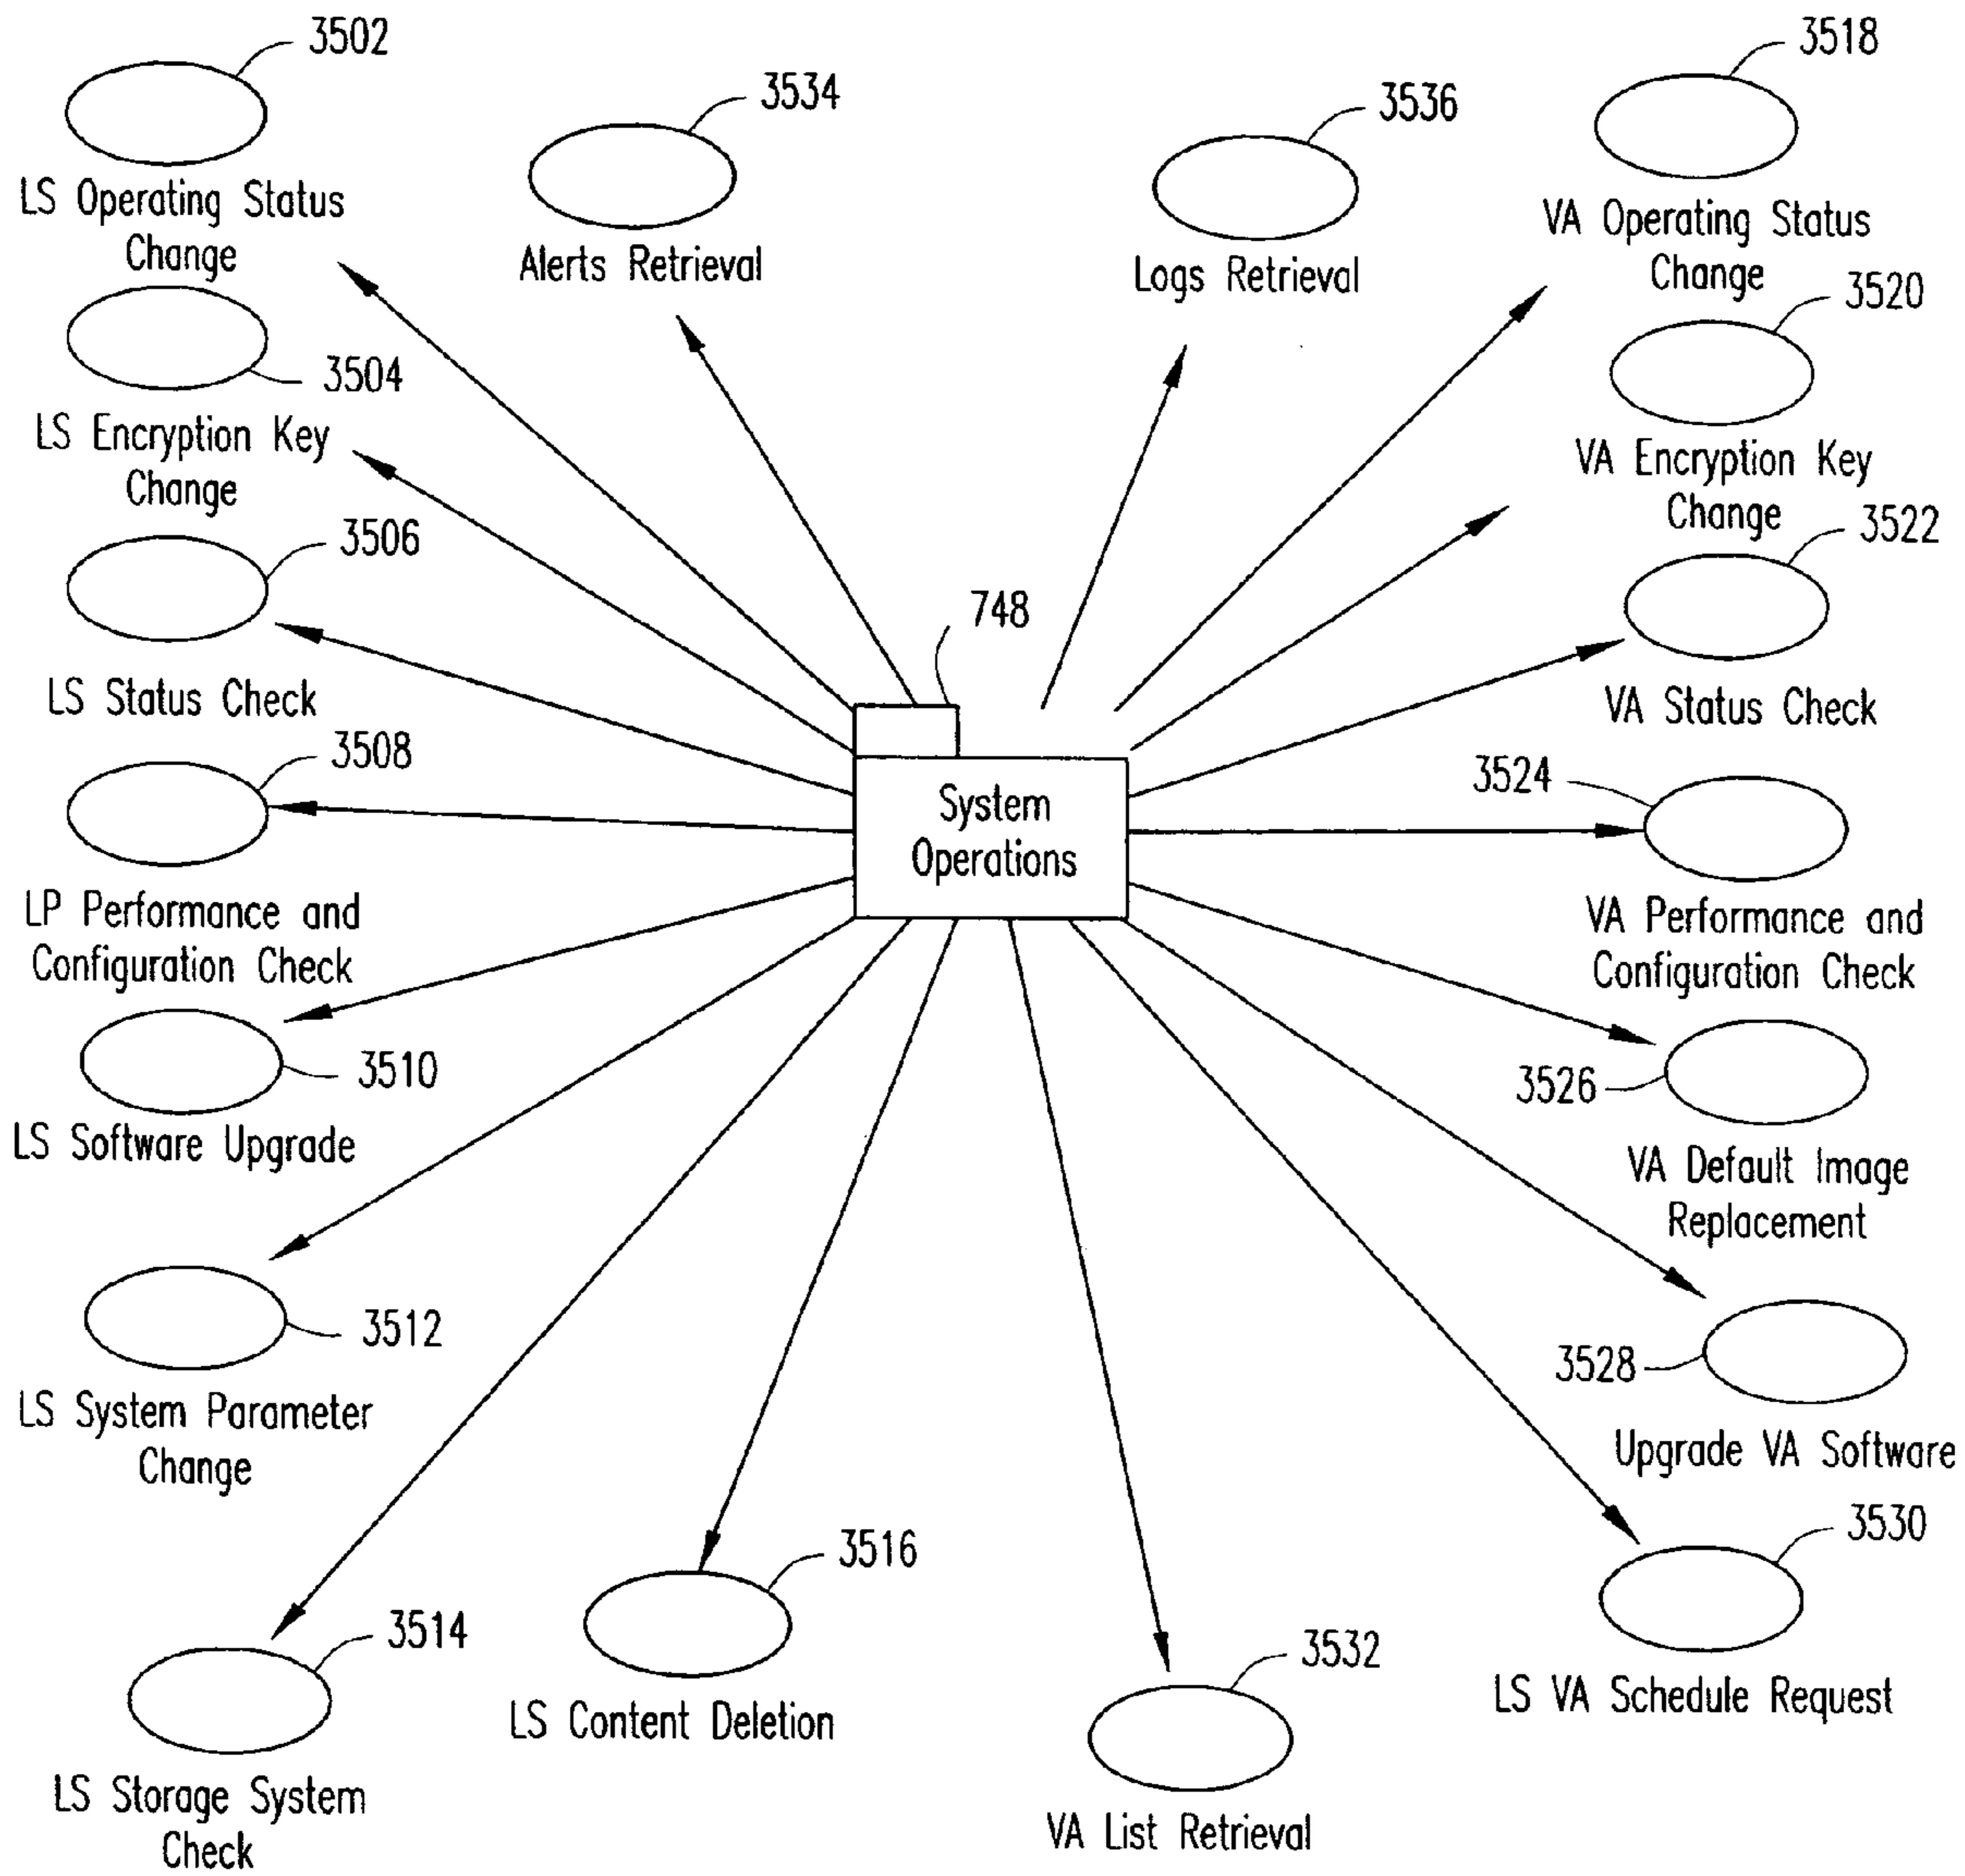 3502
LS Operating Status
Change
3534
Alerts Retrieval
3536
Logs Retrieval
3518
VA Operating Status
Change
3504
LS Encryption Key
Change
3520
VA Encryption Key
Change
3506
LS Status Check
3522
VA Status Check
748
System
Operations
3508
LP Performance and
Configuration Check
3524
VA Performance and
Configuration Check
3510
LS Software Upgrade
3526
VA Default Image
Replacement
3512
LS System Parameter
Change
3528
Upgrade VA Software
3514
LS Storage System
Check
3516
LS Content Deletion
3532
VA List Retrieval
3530
LS VA Schedule Request